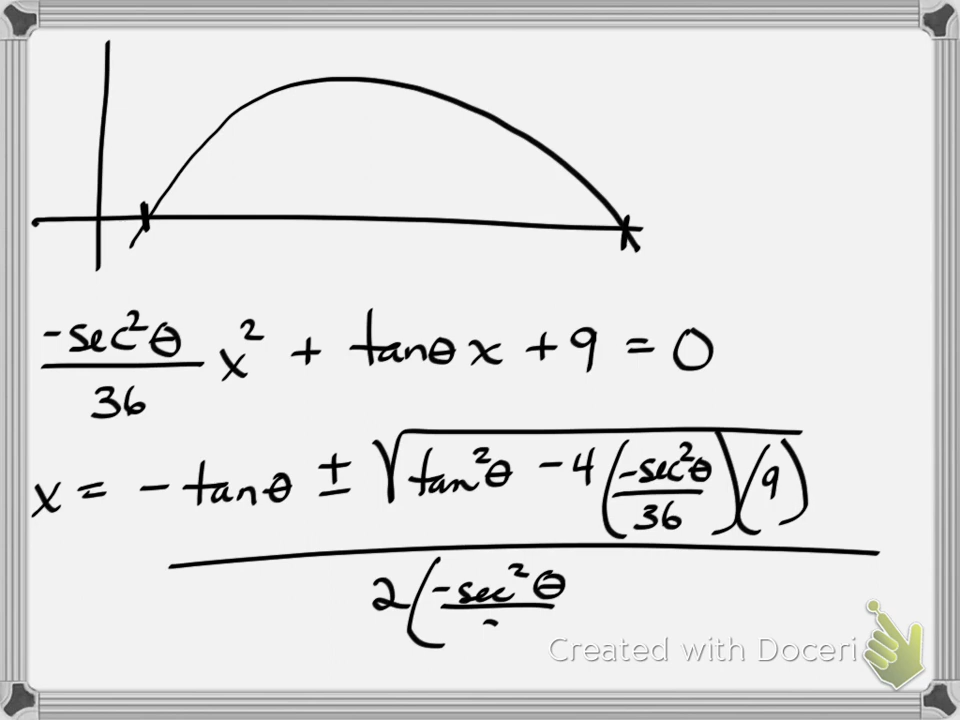 -sec²θ/36 x² + tanθ x + 9 = 0
x = -tanθ ± √(tan²θ - 4(-sec²θ/36)(9))
2(-sec²θ
Created with Doceri